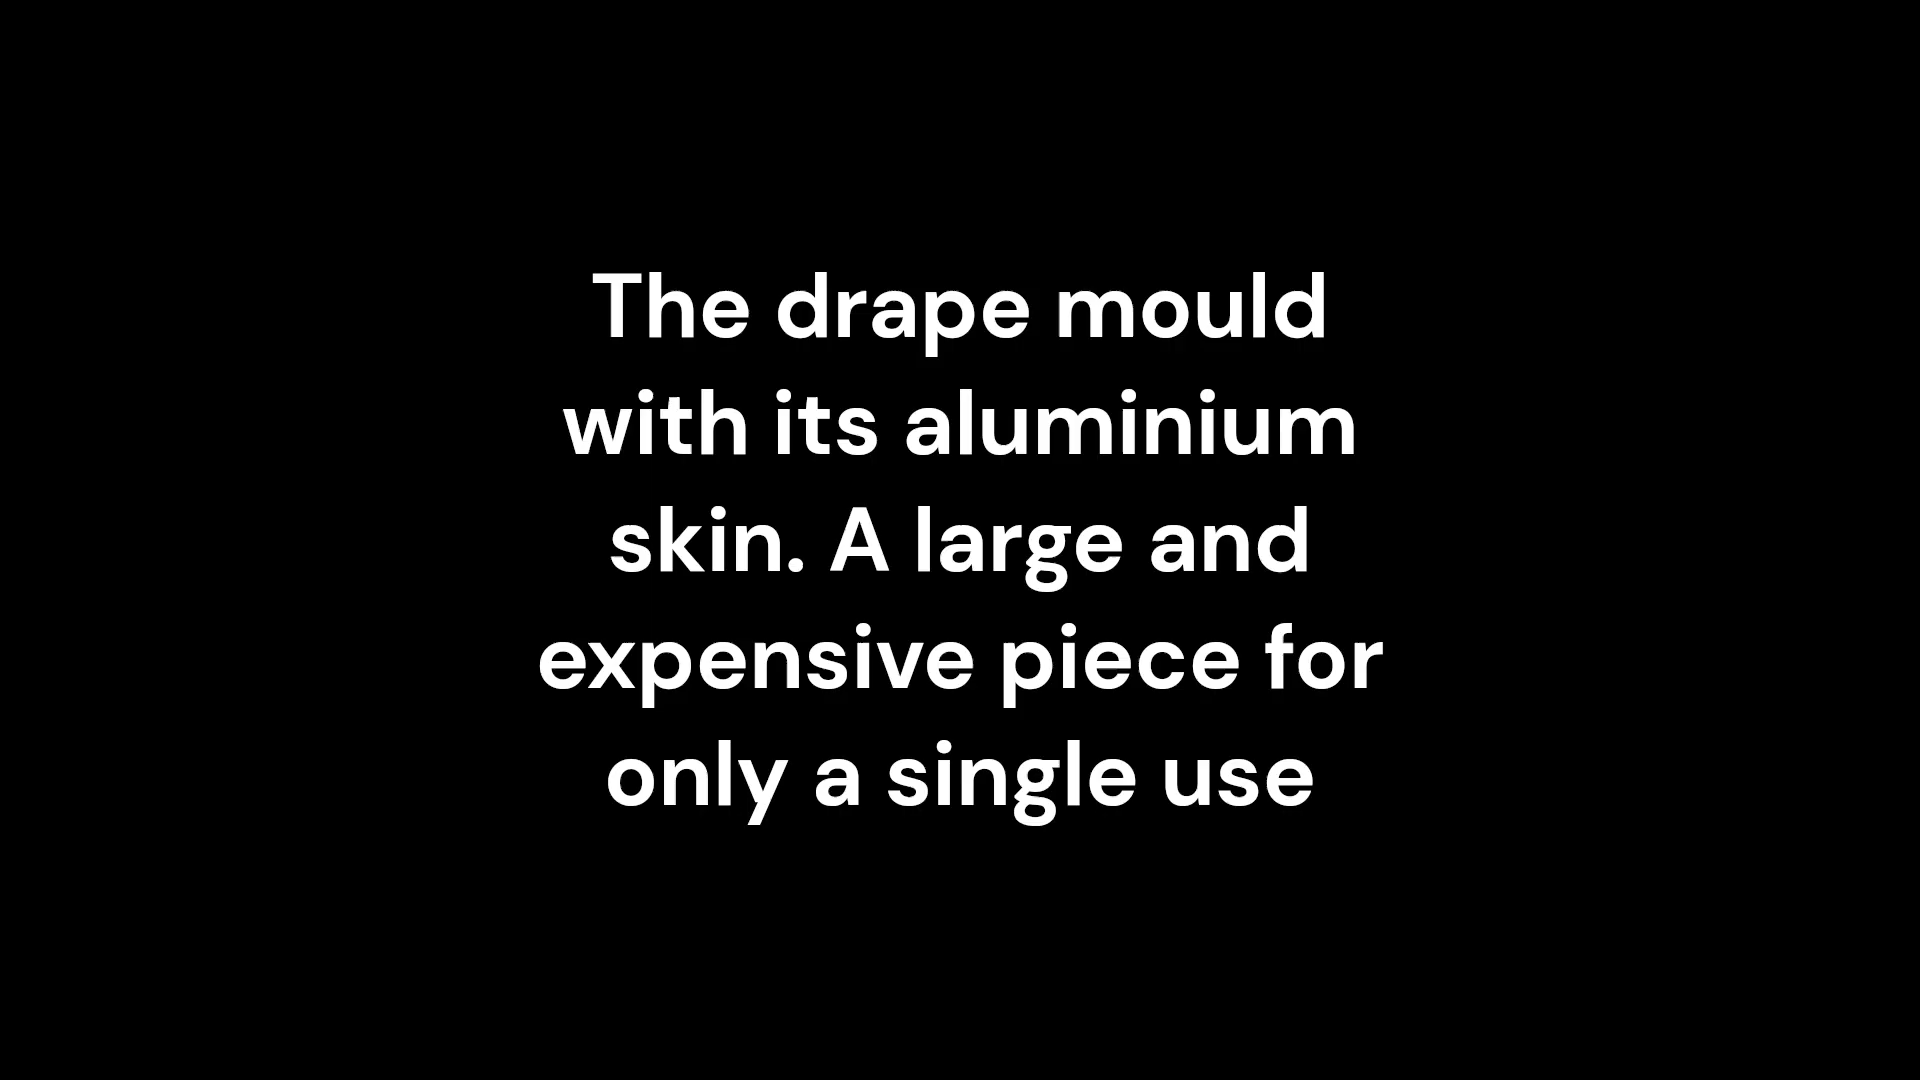 The drape mould
with its aluminium
skin. A large and
expensive piece for
only a single use